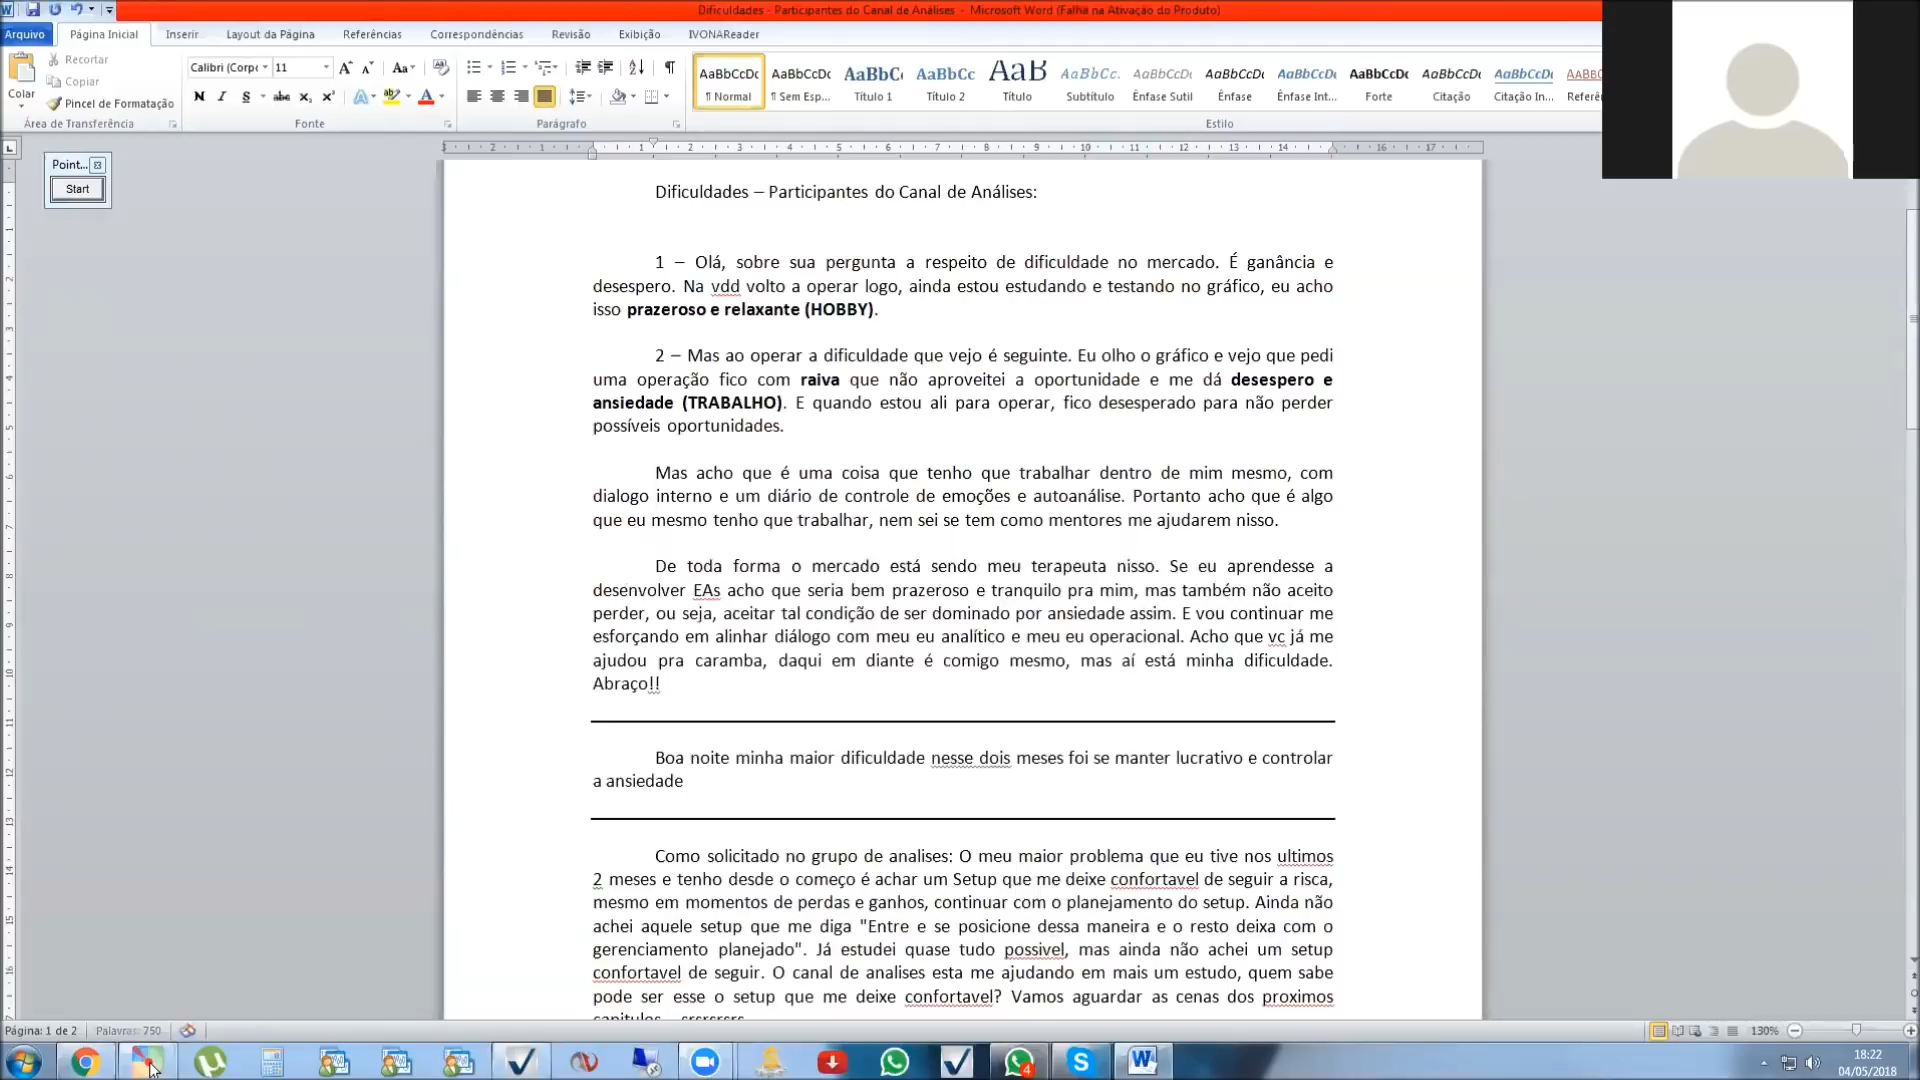 Dificuldades - Participantes do Canal de Análises - Microsoft Word (Falha na Ativação do Produto)
Arquivo Página Inicial Inserir Layout da Página Referências Correspondências Revisão Exibição IVONAReader
Recortar
Copiar
Pincel de Formatação
Colar
Calibri (Corpo 11
AaBbCcDc AaBbCcDc AaBbC AaBbCc AaB AaBbCc. AaBbCcDt AaBbCcDt AaBbCcDt AaBbCcDc AaBbCcDt AaBbCcDt AABBC
¶ Normal ¶ Sem Esp... Título 1 Título 2 Título Subtítulo Ênfase Sutil Ênfase Ênfase Int... Forte Citação Citação In... Referê
Área de Transferência Fonte Parágrafo Estilo
Point...
Start
Dificuldades – Participantes do Canal de Análises:
1 – Olá, sobre sua pergunta a respeito de dificuldade no mercado. É ganância e
desespero. Na vdd volto a operar logo, ainda estou estudando e testando no gráfico, eu acho
isso prazeroso e relaxante (HOBBY).
2 – Mas ao operar a dificuldade que vejo é seguinte. Eu olho o gráfico e vejo que pedi
uma operação fico com raiva que não aproveitei a oportunidade e me dá desespero e
ansiedade (TRABALHO). E quando estou ali para operar, fico desesperado para não perder
possíveis oportunidades.
Mas acho que é uma coisa que tenho que trabalhar dentro de mim mesmo, com
dialogo interno e um diário de controle de emoções e autoanálise. Portanto acho que é algo
que eu mesmo tenho que trabalhar, nem sei se tem como mentores me ajudarem nisso.
De toda forma o mercado está sendo meu terapeuta nisso. Se eu aprendesse a
desenvolver EAs acho que seria bem prazeroso e tranquilo pra mim, mas também não aceito
perder, ou seja, aceitar tal condição de ser dominado por ansiedade assim. E vou continuar me
esforçando em alinhar diálogo com meu eu analítico e meu eu operacional. Acho que vc já me
ajudou pra caramba, daqui em diante é comigo mesmo, mas aí está minha dificuldade.
Abraço!!
Boa noite minha maior dificuldade nesse dois meses foi se manter lucrativo e controlar
a ansiedade
Como solicitado no grupo de analises: O meu maior problema que eu tive nos ultimos
2 meses e tenho desde o começo é achar um Setup que me deixe confortavel de seguir a risca,
mesmo em momentos de perdas e ganhos, continuar com o planejamento do setup. Ainda não
achei aquele setup que me diga "Entre e se posicione dessa maneira e o resto deixa com o
gerenciamento planejado". Já estudei quase tudo possivel, mas ainda não achei um setup
confortavel de seguir. O canal de analises esta me ajudando em mais um estudo, quem sabe
pode ser esse o setup que me deixe confortavel? Vamos aguardar as cenas dos proximos
Página: 1 de 2 Palavras: 750 130%
18:22
04/05/2018